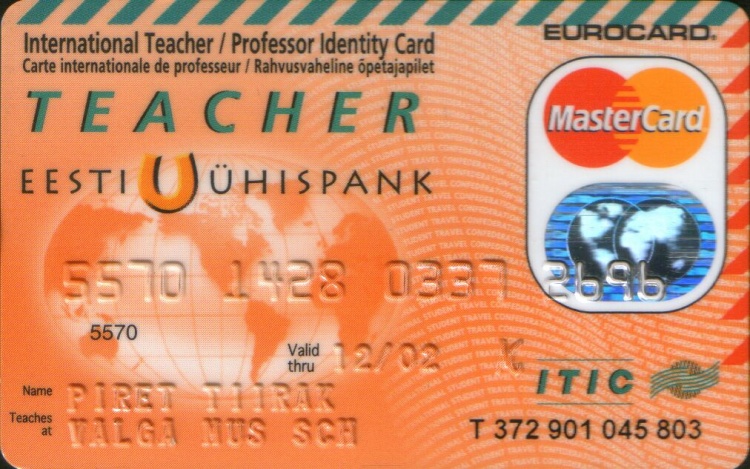 International Teacher / Professor Identity Card
Carte internationale de professeur / Rahvusvaheline õpetajapilet
EUROCARD.
TEACHER
MasterCard
EESTI ÜHISPANK
5570 1428 0337 2696
5570
Valid thru 12/02
ITIC
Name PIRET TIIRAK
Teaches at VALGA MUS SCH
T 372 901 045 803